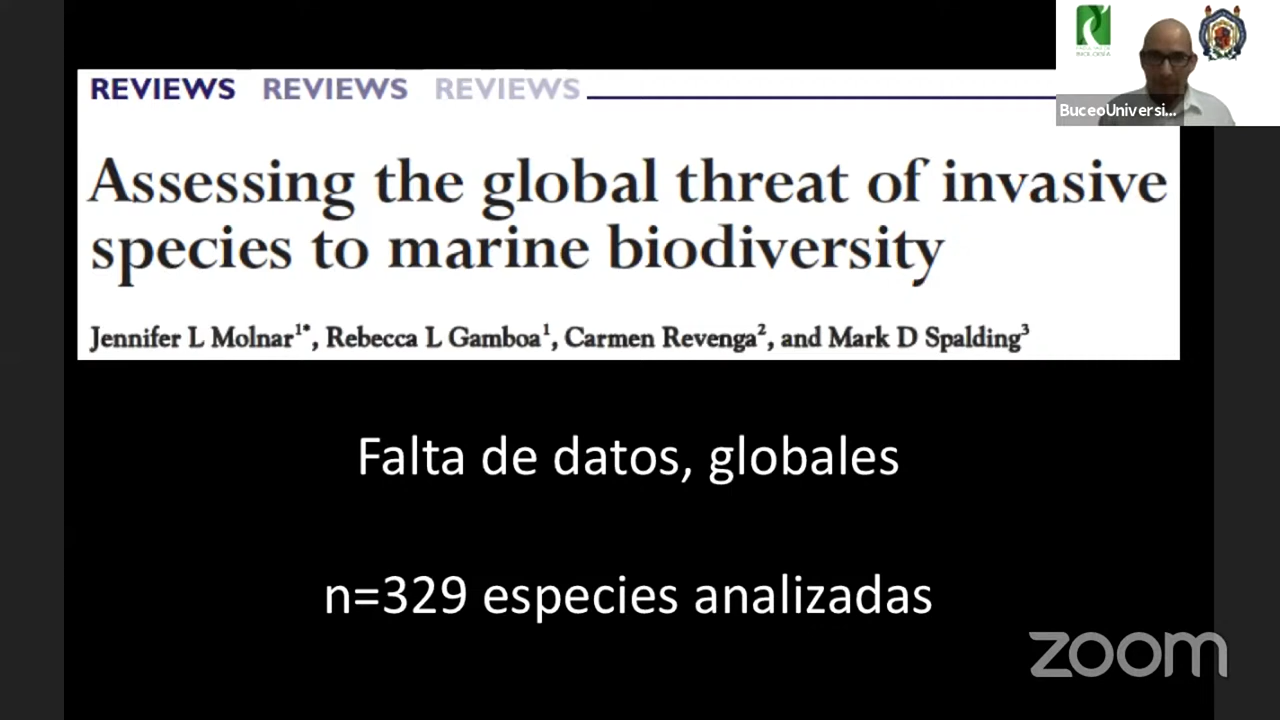 REVIEWS REVIEWS REVIEWS
Assessing the global threat of invasive
species to marine biodiversity
Jennifer L Molnar1*, Rebecca L Gamboa1, Carmen Revenga2, and Mark D Spalding3
Falta de datos, globales
n=329 especies analizadas
BuceoUniversi...
zoom